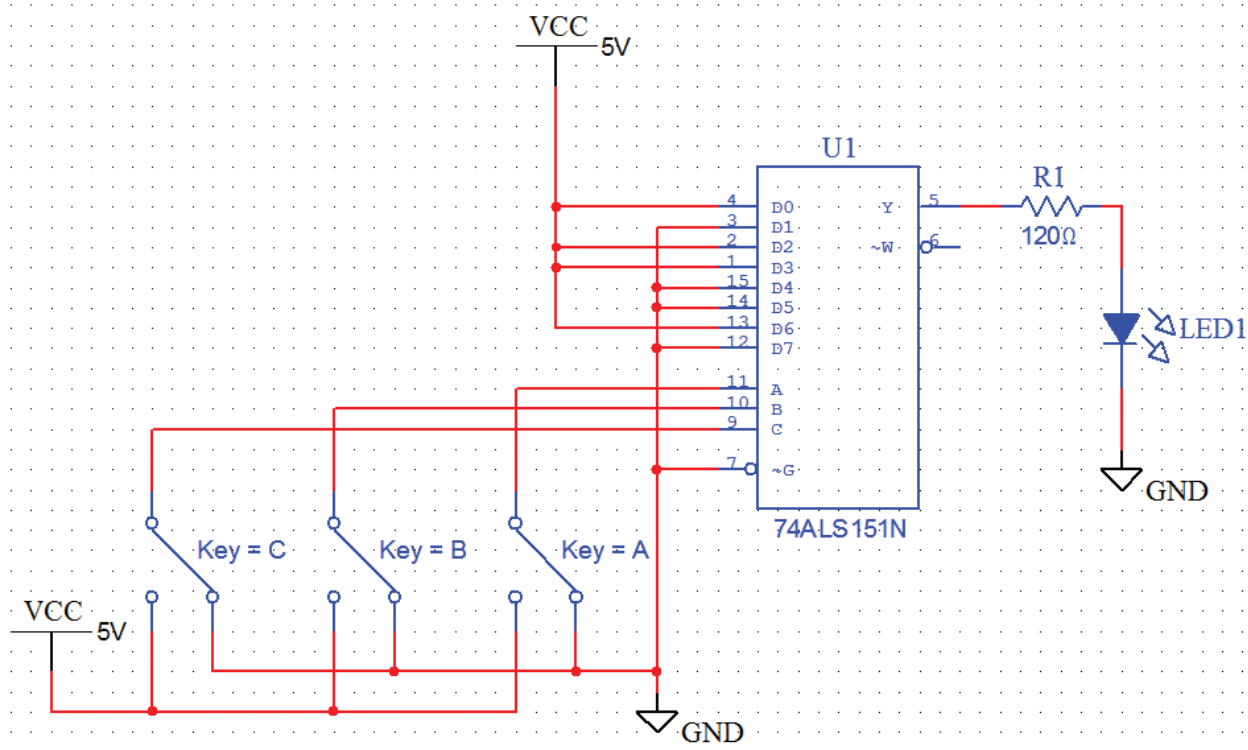 VCC
5V
U1
4 D0
3 D1
2 D2
1 D3
15 D4
14 D5
13 D6
12 D7
11 A
10 B
9 C
7 ~G
Y 5
~W 6
74ALS151N
R1
120Ω
LED1
GND
Key = C
Key = B
Key = A
VCC
5V
GND